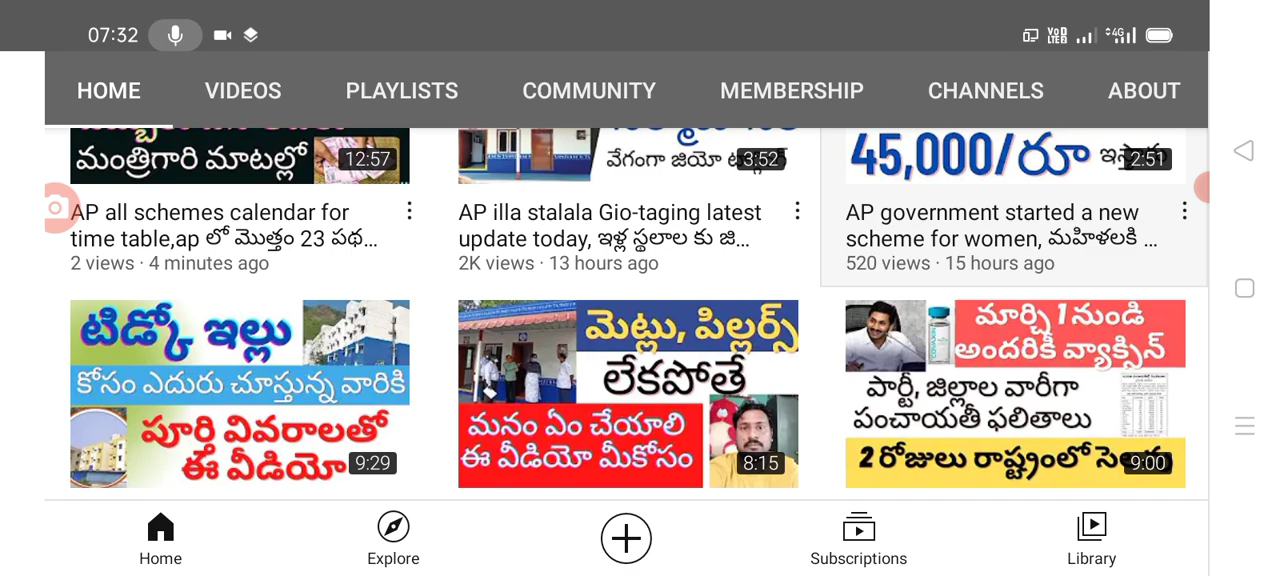 07:32
VoD LTE 4G
HOME VIDEOS PLAYLISTS COMMUNITY MEMBERSHIP CHANNELS ABOUT
మంత్రిగారి మాటల్లో
12:57
వేగంగా జియో
3:52
45,000/రూ
2:51
AP all schemes calendar for
time table,ap లో మొత్తం 23 పథ...
2 views · 4 minutes ago
AP illa stalala Gio-taging latest
update today, ఇళ్ల స్థలాల కు జి...
2K views · 13 hours ago
AP government started a new
scheme for women, మహిళలకి ...
520 views · 15 hours ago
టిడ్కో ఇల్లు
కోసం ఎదురు చూస్తున్న వారికి
పూర్తి వివరాలతో
ఈ వీడియో
9:29
మెట్లు, పిల్లర్స్
లేకపోతే
మనం ఏం చేయాలి
ఈ వీడియో మీకోసం
8:15
మార్చి 1 నుండి
అందరికీ వ్యాక్సిన్
పార్టీ, జిల్లాల వారీగా
పంచాయతీ ఫలితాలు
2 రోజులు రాష్ట్రంలో
9:00
Home Explore Subscriptions Library